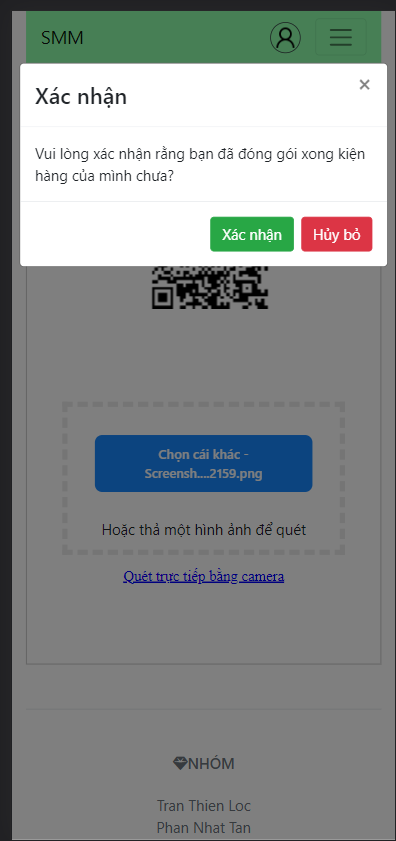 SMM
Xác nhận
×
Vui lòng xác nhận rằng bạn đã đóng gói xong kiện
hàng của mình chưa?
Xác nhận
Hủy bỏ
Chọn cái khác -
Screensh....2159.png
Hoặc thả một hình ảnh để quét
Quét trực tiếp bằng camera
NHÓM
Tran Thien Loc
Phan Nhat Tan